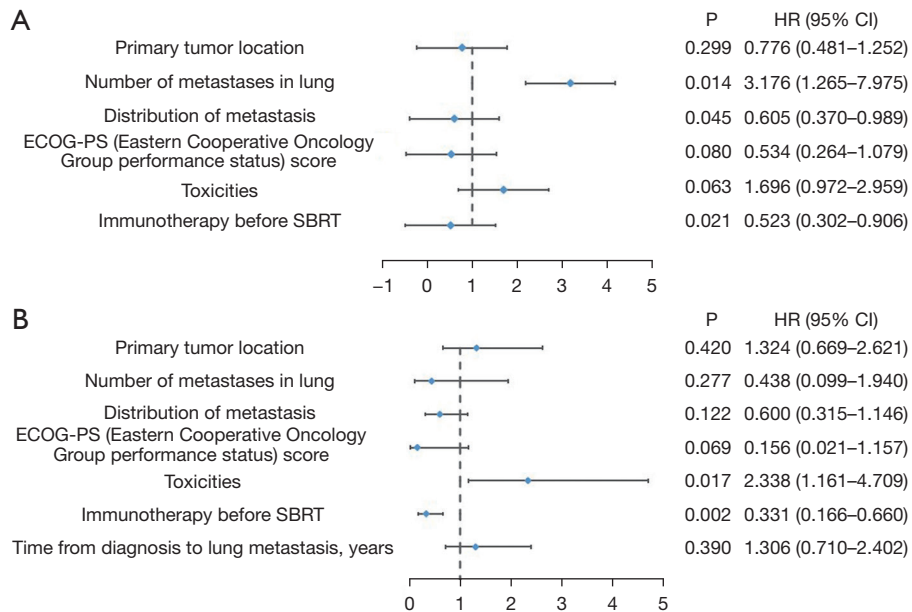 A
P HR (95% CI)
Primary tumor location 0.299 0.776 (0.481–1.252)
Number of metastases in lung 0.014 3.176 (1.265–7.975)
Distribution of metastasis 0.045 0.605 (0.370–0.989)
ECOG-PS (Eastern Cooperative Oncology
Group performance status) score 0.080 0.534 (0.264–1.079)
Toxicities 0.063 1.696 (0.972–2.959)
Immunotherapy before SBRT 0.021 0.523 (0.302–0.906)
−1 0 1 2 3 4 5
B
P HR (95% CI)
Primary tumor location 0.420 1.324 (0.669–2.621)
Number of metastases in lung 0.277 0.438 (0.099–1.940)
Distribution of metastasis 0.122 0.600 (0.315–1.146)
ECOG-PS (Eastern Cooperative Oncology
Group performance status) score 0.069 0.156 (0.021–1.157)
Toxicities 0.017 2.338 (1.161–4.709)
Immunotherapy before SBRT 0.002 0.331 (0.166–0.660)
Time from diagnosis to lung metastasis, years 0.390 1.306 (0.710–2.402)
0 1 2 3 4 5